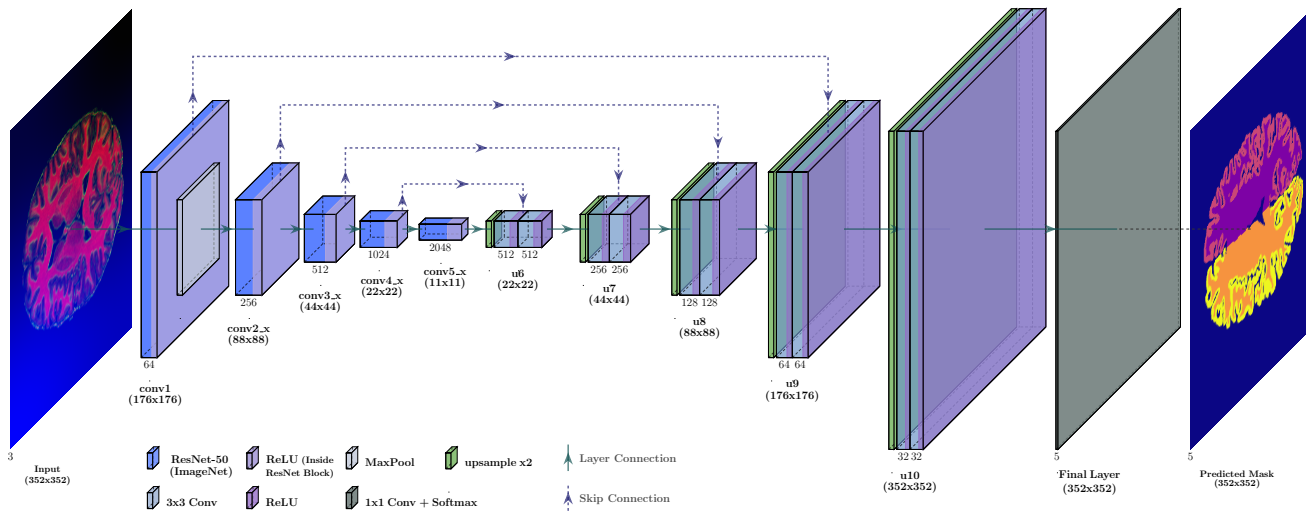 3
Input
(352x352)
64
conv1
(176x176)
256
conv2_x
(88x88)
512
conv3_x
(44x44)
1024
conv4_x
(22x22)
2048
conv5_x
(11x11)
512 512
u6
(22x22)
256 256
u7
(44x44)
128 128
u8
(88x88)
64 64
u9
(176x176)
32 32
u10
(352x352)
5
Final Layer
(352x352)
5
Predicted Mask
(352x352)
ResNet-50
(ImageNet)
ReLU (Inside
ResNet Block)
MaxPool
upsample x2
Layer Connection
3x3 Conv
ReLU
1x1 Conv + Softmax
Skip Connection